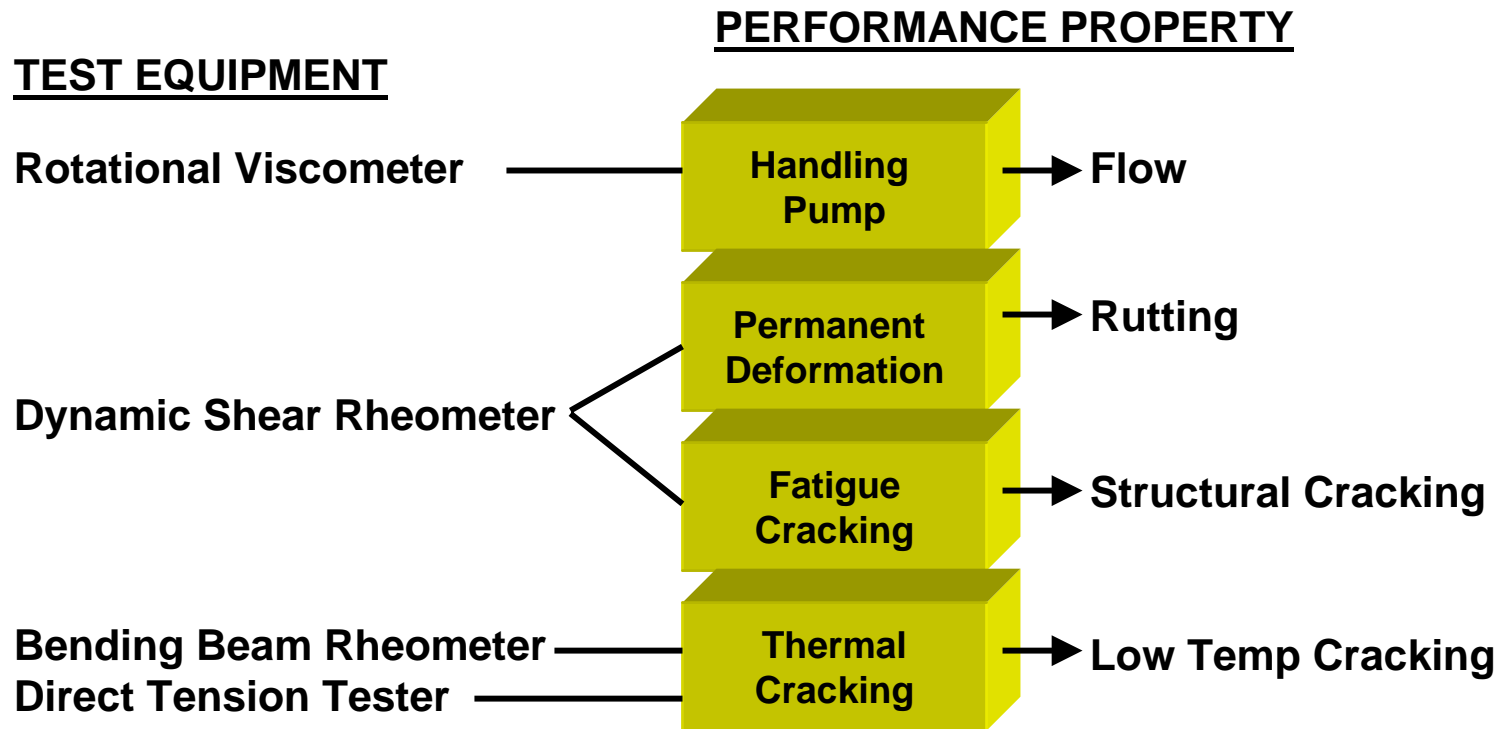 PERFORMANCE PROPERTY
TEST EQUIPMENT
Rotational Viscometer
Handling
Pump
Flow
Permanent
Deformation
Rutting
Dynamic Shear Rheometer
Fatigue
Cracking
Structural Cracking
Bending Beam Rheometer
Direct Tension Tester
Thermal
Cracking
Low Temp Cracking